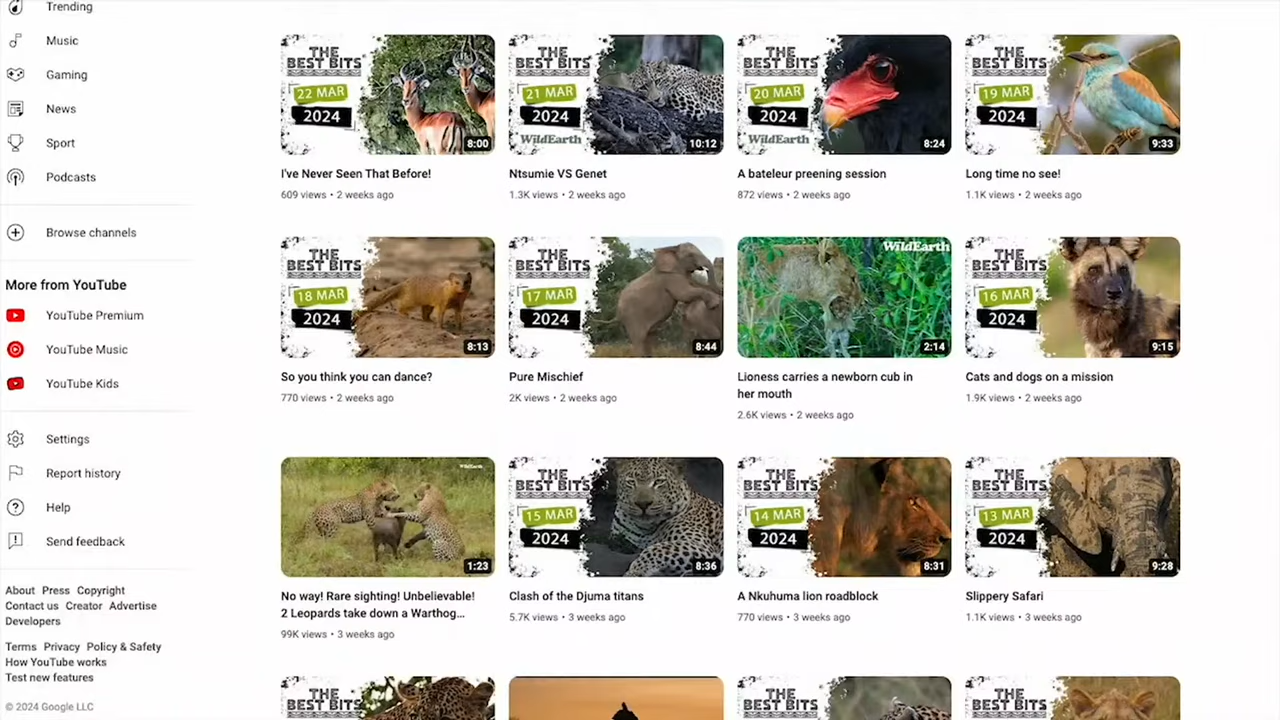 Trending
Music
Gaming
News
Sport
Podcasts
Browse channels
More from YouTube
YouTube Premium
YouTube Music
YouTube Kids
Settings
Report history
Help
Send feedback
About Press Copyright
Contact us Creator Advertise
Developers
Terms Privacy Policy & Safety
How YouTube works
Test new features
© 2024 Google LLC
THE
BEST BITS
22 MAR
2024
8:00
I've Never Seen That Before!
609 views • 2 weeks ago
THE
BEST BITS
21 MAR
2024
WildEarth
10:12
Ntsumie VS Genet
1.3K views • 2 weeks ago
THE
BEST BITS
20 MAR
2024
WildEarth
8:24
A bateleur preening session
872 views • 2 weeks ago
THE
BEST BITS
19 MAR
2024
9:33
Long time no see!
1.1K views • 2 weeks ago
THE
BEST BITS
18 MAR
2024
8:13
So you think you can dance?
770 views • 2 weeks ago
THE
BEST BITS
17 MAR
2024
8:44
Pure Mischief
2K views • 2 weeks ago
WildEarth
2:14
Lioness carries a newborn cub in
her mouth
2.6K views • 2 weeks ago
THE
BEST BITS
16 MAR
2024
9:15
Cats and dogs on a mission
1.9K views • 2 weeks ago
WildEarth
1:23
No way! Rare sighting! Unbelievable!
2 Leopards take down a Warthog...
99K views • 3 weeks ago
THE
BEST BITS
15 MAR
2024
8:36
Clash of the Djuma titans
5.7K views • 3 weeks ago
THE
BEST BITS
14 MAR
2024
8:31
A Nkuhuma lion roadblock
770 views • 3 weeks ago
THE
BEST BITS
13 MAR
2024
9:28
Slippery Safari
1.1K views • 3 weeks ago
THE
BEST BITS
THE
BEST BITS
THE
BEST BITS